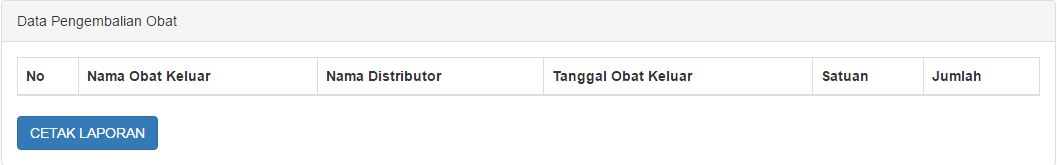 Data Pengembalian Obat
No Nama Obat Keluar Nama Distributor Tanggal Obat Keluar Satuan Jumlah
CETAK LAPORAN